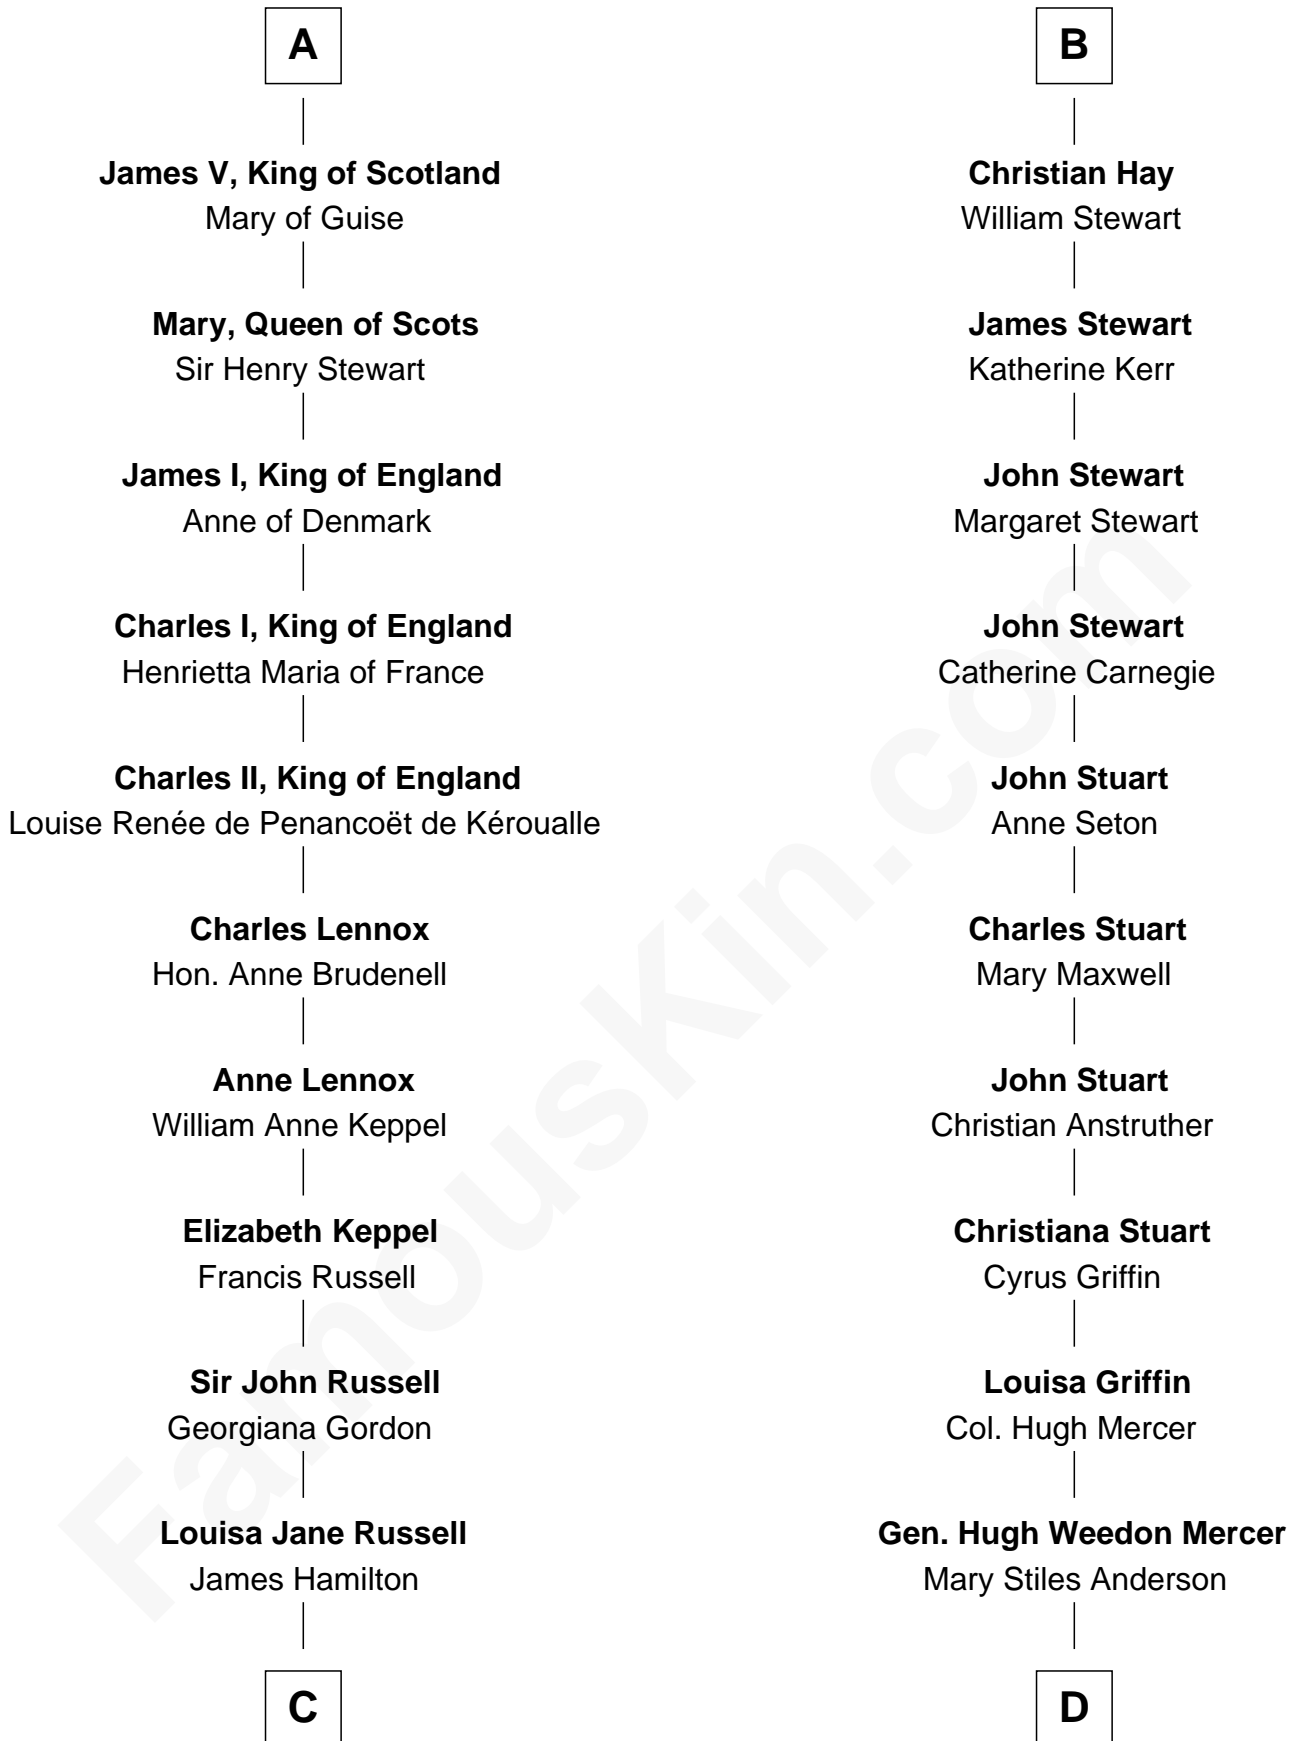 A
James V, King of Scotland
Mary of Guise
Mary, Queen of Scots
Sir Henry Stewart
James I, King of England
Anne of Denmark
Charles I, King of England
Henrietta Maria of France
Charles II, King of England
Louise Renée de Penancoët de Kéroualle
Charles Lennox
Hon. Anne Brudenell
Anne Lennox
William Anne Keppel
Elizabeth Keppel
Francis Russell
Sir John Russell
Georgiana Gordon
Louisa Jane Russell
James Hamilton
C
B
Christian Hay
William Stewart
James Stewart
Katherine Kerr
John Stewart
Margaret Stewart
John Stewart
Catherine Carnegie
John Stuart
Anne Seton
Charles Stuart
Mary Maxwell
John Stuart
Christian Anstruther
Christiana Stuart
Cyrus Griffin
Louisa Griffin
Col. Hugh Mercer
Gen. Hugh Weedon Mercer
Mary Stiles Anderson
D
FamousKin.com